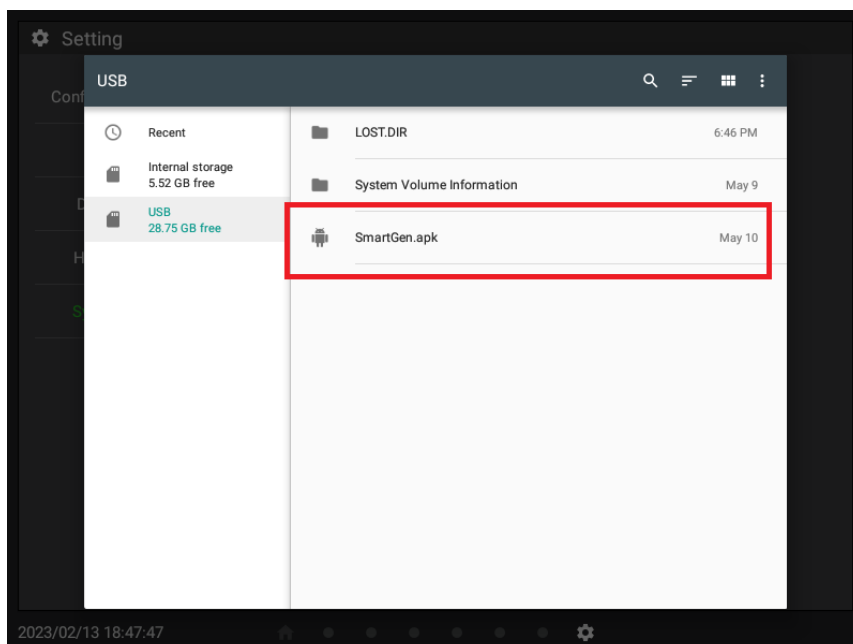 Setting
Conf
USB
Recent
LOST.DIR 6:46 PM
Internal storage
5.52 GB free
System Volume Information May 9
D
USB
28.75 GB free
SmartGen.apk May 10
H
S
2023/02/13 18:47:47